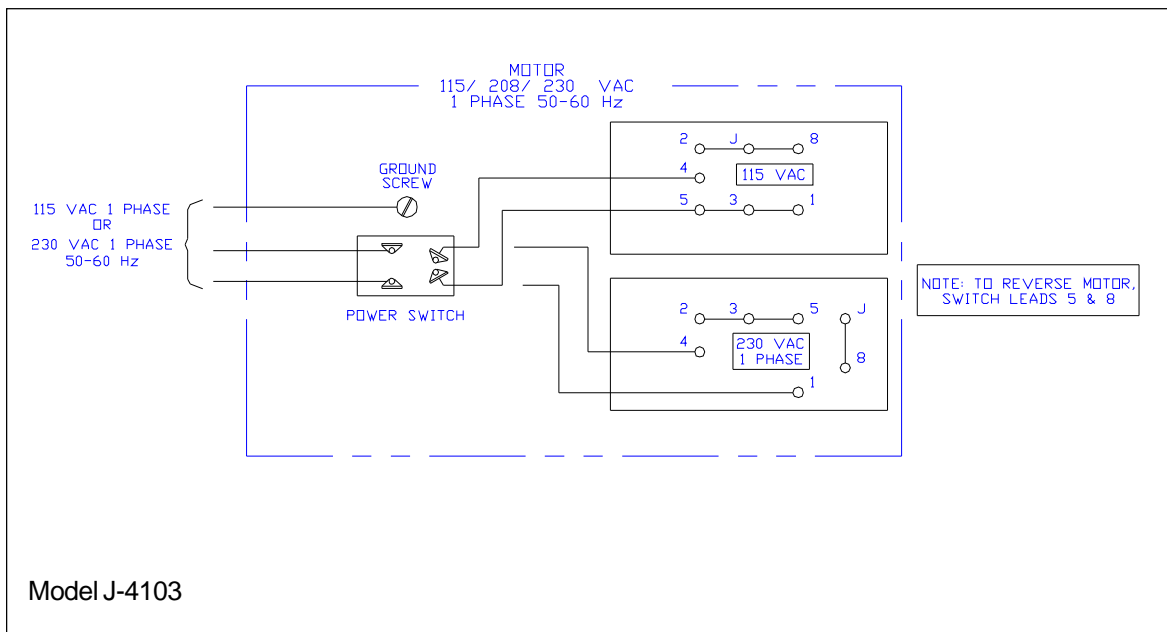 MOTOR
115/ 208/ 230 VAC
1 PHASE 50-60 Hz
2 J 8
4
115 VAC
5 3 1
GROUND
SCREW
115 VAC 1 PHASE
OR
230 VAC 1 PHASE
50-60 Hz
POWER SWITCH
2 3 5 J
4
230 VAC
1 PHASE
8
1
NOTE: TO REVERSE MOTOR,
SWITCH LEADS 5 & 8
Model J-4103